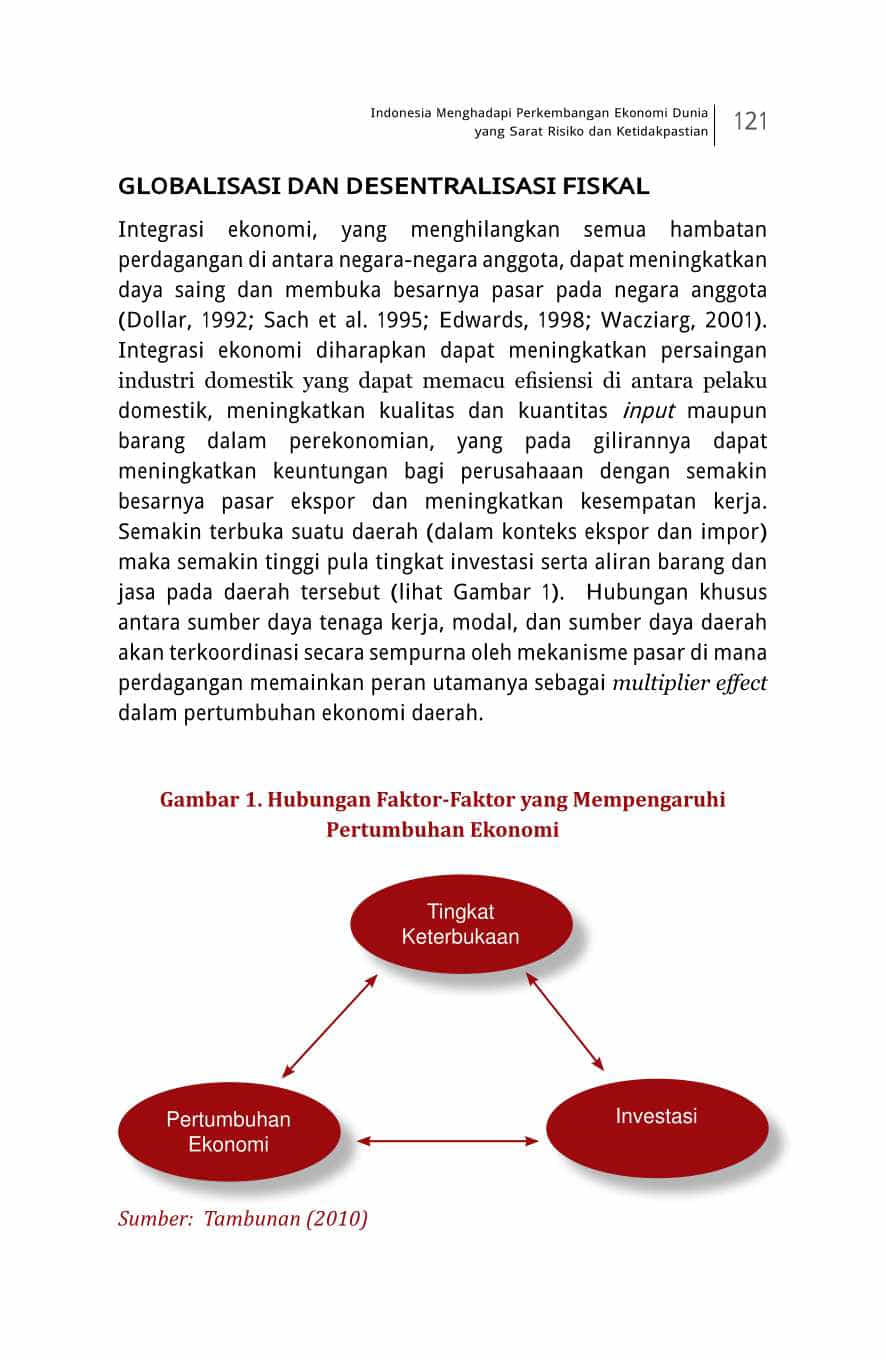 Indonesia Menghadapi Perkembangan Ekonomi Dunia
yang Sarat Risiko dan Ketidakpastian
121
GLOBALISASI DAN DESENTRALISASI FISKAL
Integrasi ekonomi, yang menghilangkan semua hambatan
perdagangan di antara negara-negara anggota, dapat meningkatkan
daya saing dan membuka besarnya pasar pada negara anggota
(Dollar, 1992; Sach et al. 1995; Edwards, 1998; Wacziarg, 2001).
Integrasi ekonomi diharapkan dapat meningkatkan persaingan
industri domestik yang dapat memacu efisiensi di antara pelaku
domestik, meningkatkan kualitas dan kuantitas input maupun
barang dalam perekonomian, yang pada gilirannya dapat
meningkatkan keuntungan bagi perusahaaan dengan semakin
besarnya pasar ekspor dan meningkatkan kesempatan kerja.
Semakin terbuka suatu daerah (dalam konteks ekspor dan impor)
maka semakin tinggi pula tingkat investasi serta aliran barang dan
jasa pada daerah tersebut (lihat Gambar 1). Hubungan khusus
antara sumber daya tenaga kerja, modal, dan sumber daya daerah
akan terkoordinasi secara sempurna oleh mekanisme pasar di mana
perdagangan memainkan peran utamanya sebagai multiplier effect
dalam pertumbuhan ekonomi daerah.
Gambar 1. Hubungan Faktor-Faktor yang Mempengaruhi
Pertumbuhan Ekonomi
Tingkat
Keterbukaan
Pertumbuhan
Ekonomi
Investasi
Sumber: Tambunan (2010)